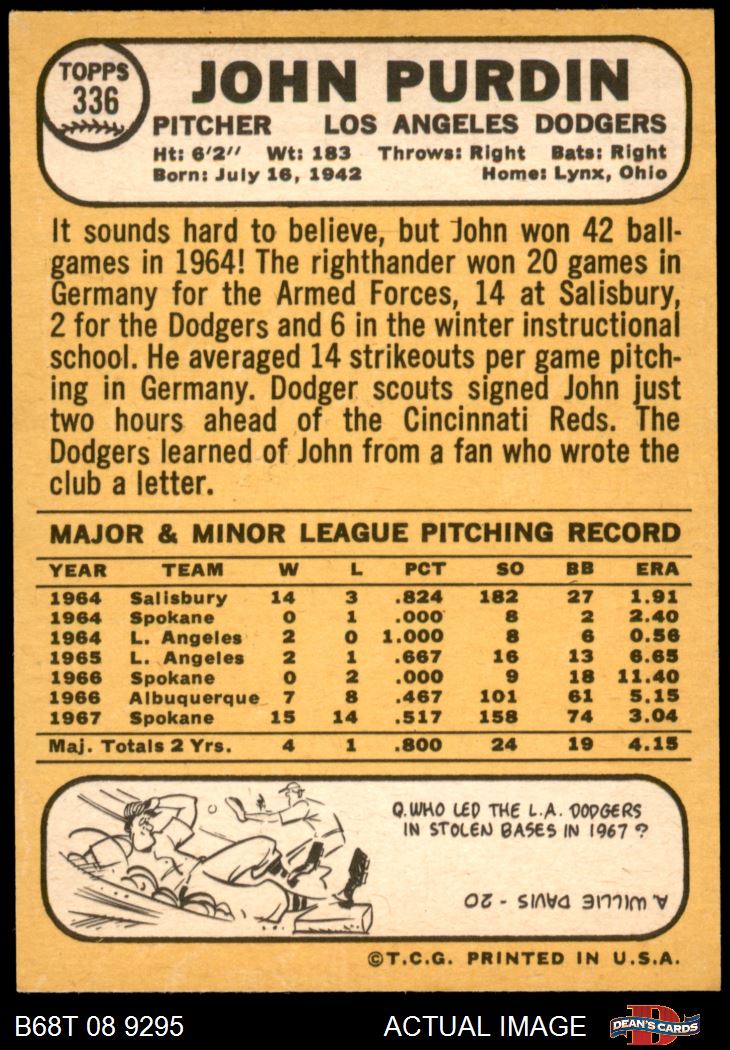 TOPPS
336
JOHN PURDIN
PITCHER LOS ANGELES DODGERS
Ht: 6'2" Wt: 183 Throws: Right Bats: Right
Born: July 16, 1942 Home: Lynx, Ohio
It sounds hard to believe, but John won 42 ball-
games in 1964! The righthander won 20 games in
Germany for the Armed Forces, 14 at Salisbury,
2 for the Dodgers and 6 in the winter instructional
school. He averaged 14 strikeouts per game pitch-
ing in Germany. Dodger scouts signed John just
two hours ahead of the Cincinnati Reds. The
Dodgers learned of John from a fan who wrote the
club a letter.
MAJOR & MINOR LEAGUE PITCHING RECORD
YEAR TEAM W L PCT SO BB ERA
1964 Salisbury 14 3 .824 182 27 1.91
1964 Spokane 0 1 .000 8 2 2.40
1964 L. Angeles 2 0 1.000 8 6 0.56
1965 L. Angeles 2 1 .667 16 13 6.65
1966 Spokane 0 2 .000 9 18 11.40
1966 Albuquerque 7 8 .467 101 61 5.15
1967 Spokane 15 14 .517 158 74 3.04
Maj. Totals 2 Yrs. 4 1 .800 24 19 4.15
Q. WHO LED THE L.A. DODGERS
IN STOLEN BASES IN 1967?
A. WILLIE DAVIS - 20
©T.C.G. PRINTED IN U.S.A.
B68T 08 9295 ACTUAL IMAGE
D
DEAN'S CARDS